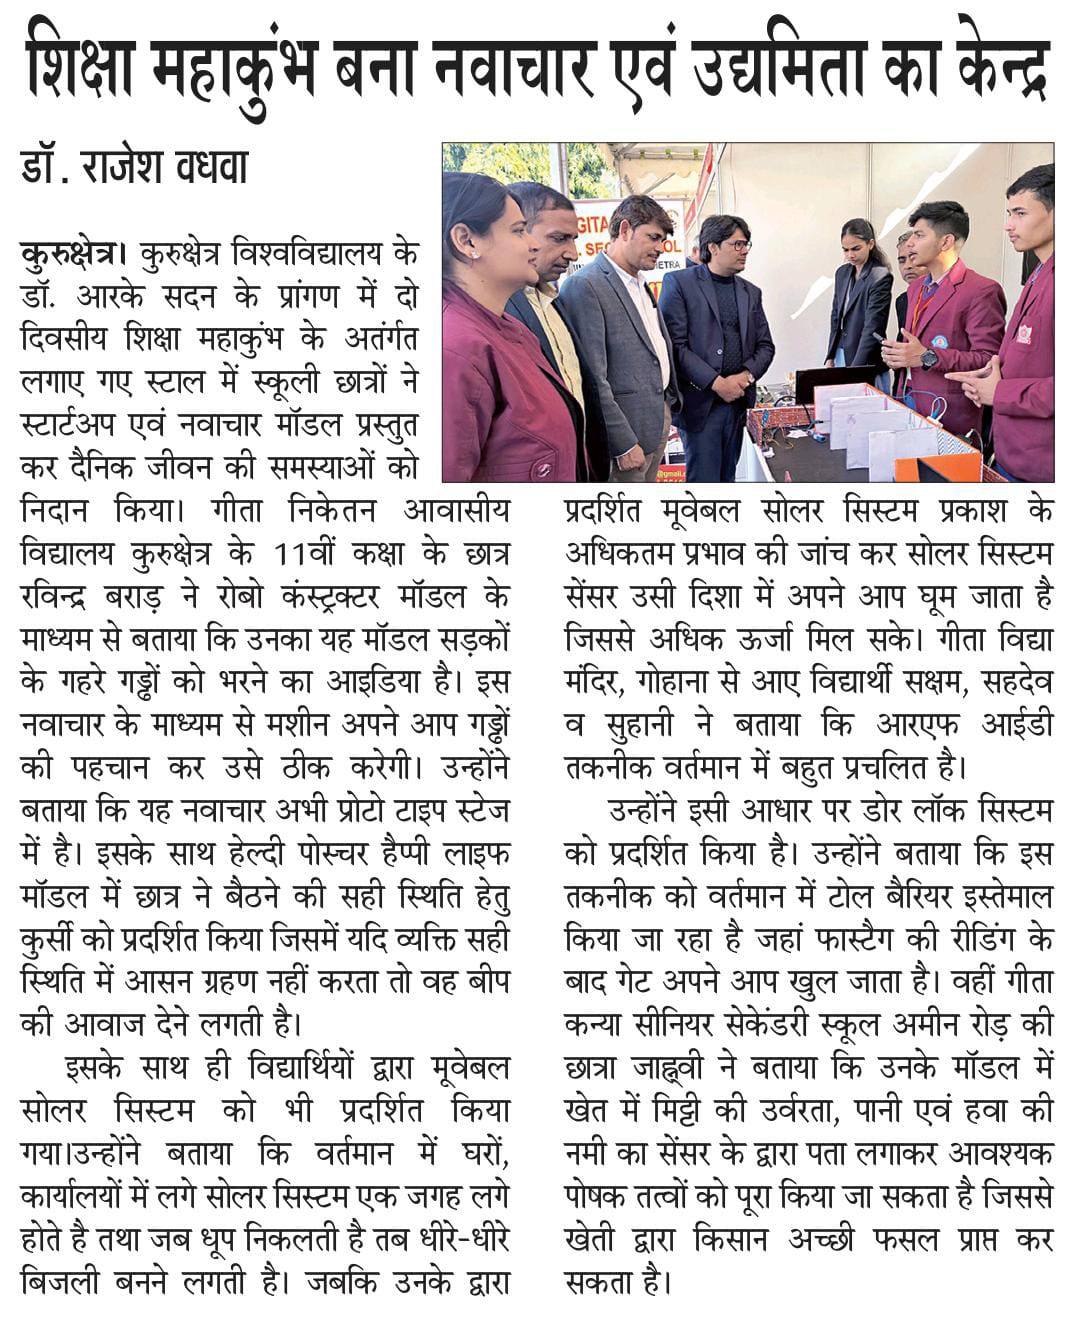 शिक्षा महाकुंभ बना नवाचार एवं उद्यमिता का केन्द्र
डॉ. राजेश वधवा
कुरुक्षेत्र। कुरुक्षेत्र विश्वविद्यालय के
डॉ. आरके सदन के प्रांगण में दो
दिवसीय शिक्षा महाकुंभ के अतंर्गत
लगाए गए स्टाल में स्कूली छात्रों ने
स्टार्टअप एवं नवाचार मॉडल प्रस्तुत
कर दैनिक जीवन की समस्याओं को
निदान किया। गीता निकेतन आवासीय
विद्यालय कुरुक्षेत्र के 11वीं कक्षा के छात्र
रविन्द्र बराड़ ने रोबो कंस्ट्रक्टर मॉडल के
माध्यम से बताया कि उनका यह मॉडल सड़कों
के गहरे गड्ढों को भरने का आइडिया है। इस
नवाचार के माध्यम से मशीन अपने आप गड्ढों
की पहचान कर उसे ठीक करेगी। उन्होंने
बताया कि यह नवाचार अभी प्रोटो टाइप स्टेज
में है। इसके साथ हेल्दी पोस्चर हैप्पी लाइफ
मॉडल में छात्र ने बैठने की सही स्थिति हेतु
कुर्सी को प्रदर्शित किया जिसमें यदि व्यक्ति सही
स्थिति में आसन ग्रहण नहीं करता तो वह बीप
की आवाज देने लगती है।
इसके साथ ही विद्यार्थियों द्वारा मूवेबल
सोलर सिस्टम को भी प्रदर्शित किया
गया।उन्होंने बताया कि वर्तमान में घरों,
कार्यालयों में लगे सोलर सिस्टम एक जगह लगे
होते है तथा जब धूप निकलती है तब धीरे-धीरे
बिजली बनने लगती है। जबकि उनके द्वारा
GITA
. SEC
OOL
ETRA
@gmail.c
प्रदर्शित मूवेबल सोलर सिस्टम प्रकाश के
अधिकतम प्रभाव की जांच कर सोलर सिस्टम
सेंसर उसी दिशा में अपने आप घूम जाता है
जिससे अधिक ऊर्जा मिल सके। गीता विद्या
मंदिर, गोहाना से आए विद्यार्थी सक्षम, सहदेव
व सुहानी ने बताया कि आरएफ आईडी
तकनीक वर्तमान में बहुत प्रचलित है।
उन्होंने इसी आधार पर डोर लॉक सिस्टम
को प्रदर्शित किया है। उन्होंने बताया कि इस
तकनीक को वर्तमान में टोल बैरियर इस्तेमाल
किया जा रहा है जहां फास्टैग की रीडिंग के
बाद गेट अपने आप खुल जाता है। वहीं गीता
कन्या सीनियर सेकेंडरी स्कूल अमीन रोड़ की
छात्रा जाह्नवी ने बताया कि उनके मॉडल में
खेत में मिट्टी की उर्वरता, पानी एवं हवा की
नमी का सेंसर के द्वारा पता लगाकर आवश्यक
पोषक तत्वों को पूरा किया जा सकता है जिससे
खेती द्वारा किसान अच्छी फसल प्राप्त कर
सकता है।